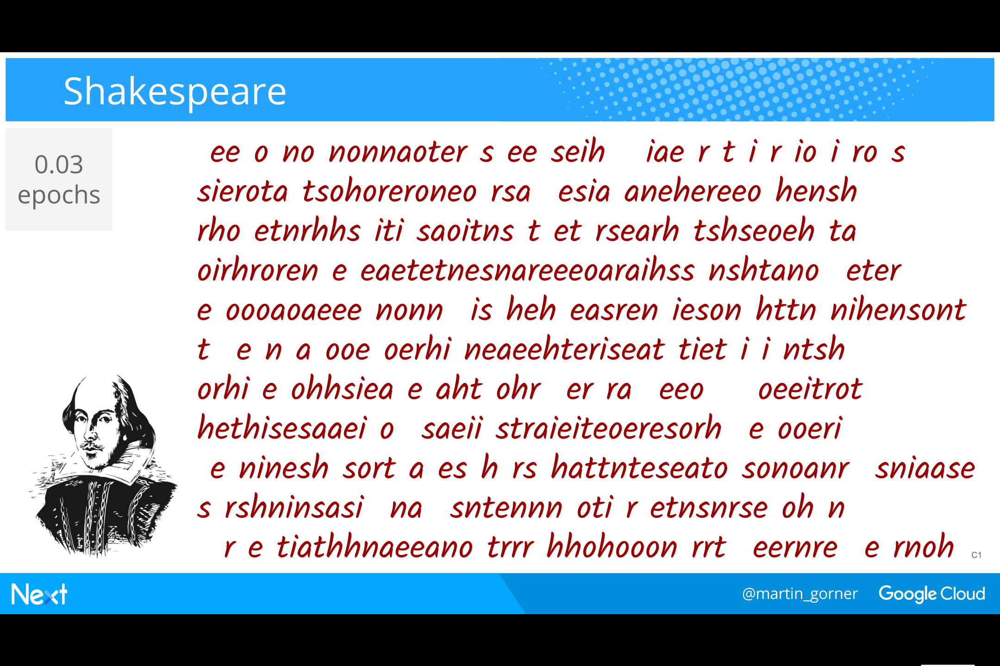 Shakespeare
0.03
epochs
ee o no nonnaoter s ee seih   iae r t i r io i ro s
sierota tsohoreroneo rsa  esia anehereeo hensh
rho etnrhhs iti saoitns t et rsearh tshseoeh ta
oirhroren e eaetetnesnareeeoaraihss nshtano  eter
e oooaoaeee nonn  is heh easren ieson httn nihensont
t  e n a ooe oerhi neaeehteriseat tiet i i ntsh
orhi e ohhsiea e aht ohr  er ra  eeo    oeeitrot
hethisesaaei o  saeii straieiteoeresorh  e ooeri
e ninesh sort a es h rs hattnteseato sonoanr  sniaase
s rshninsasi  na  sntennn oti r etnsnrse oh n
r e tiathhnaeeano trrr hhohooon rrt  eernre  e rnoh
C1
Next
@martin_gorner
Google Cloud